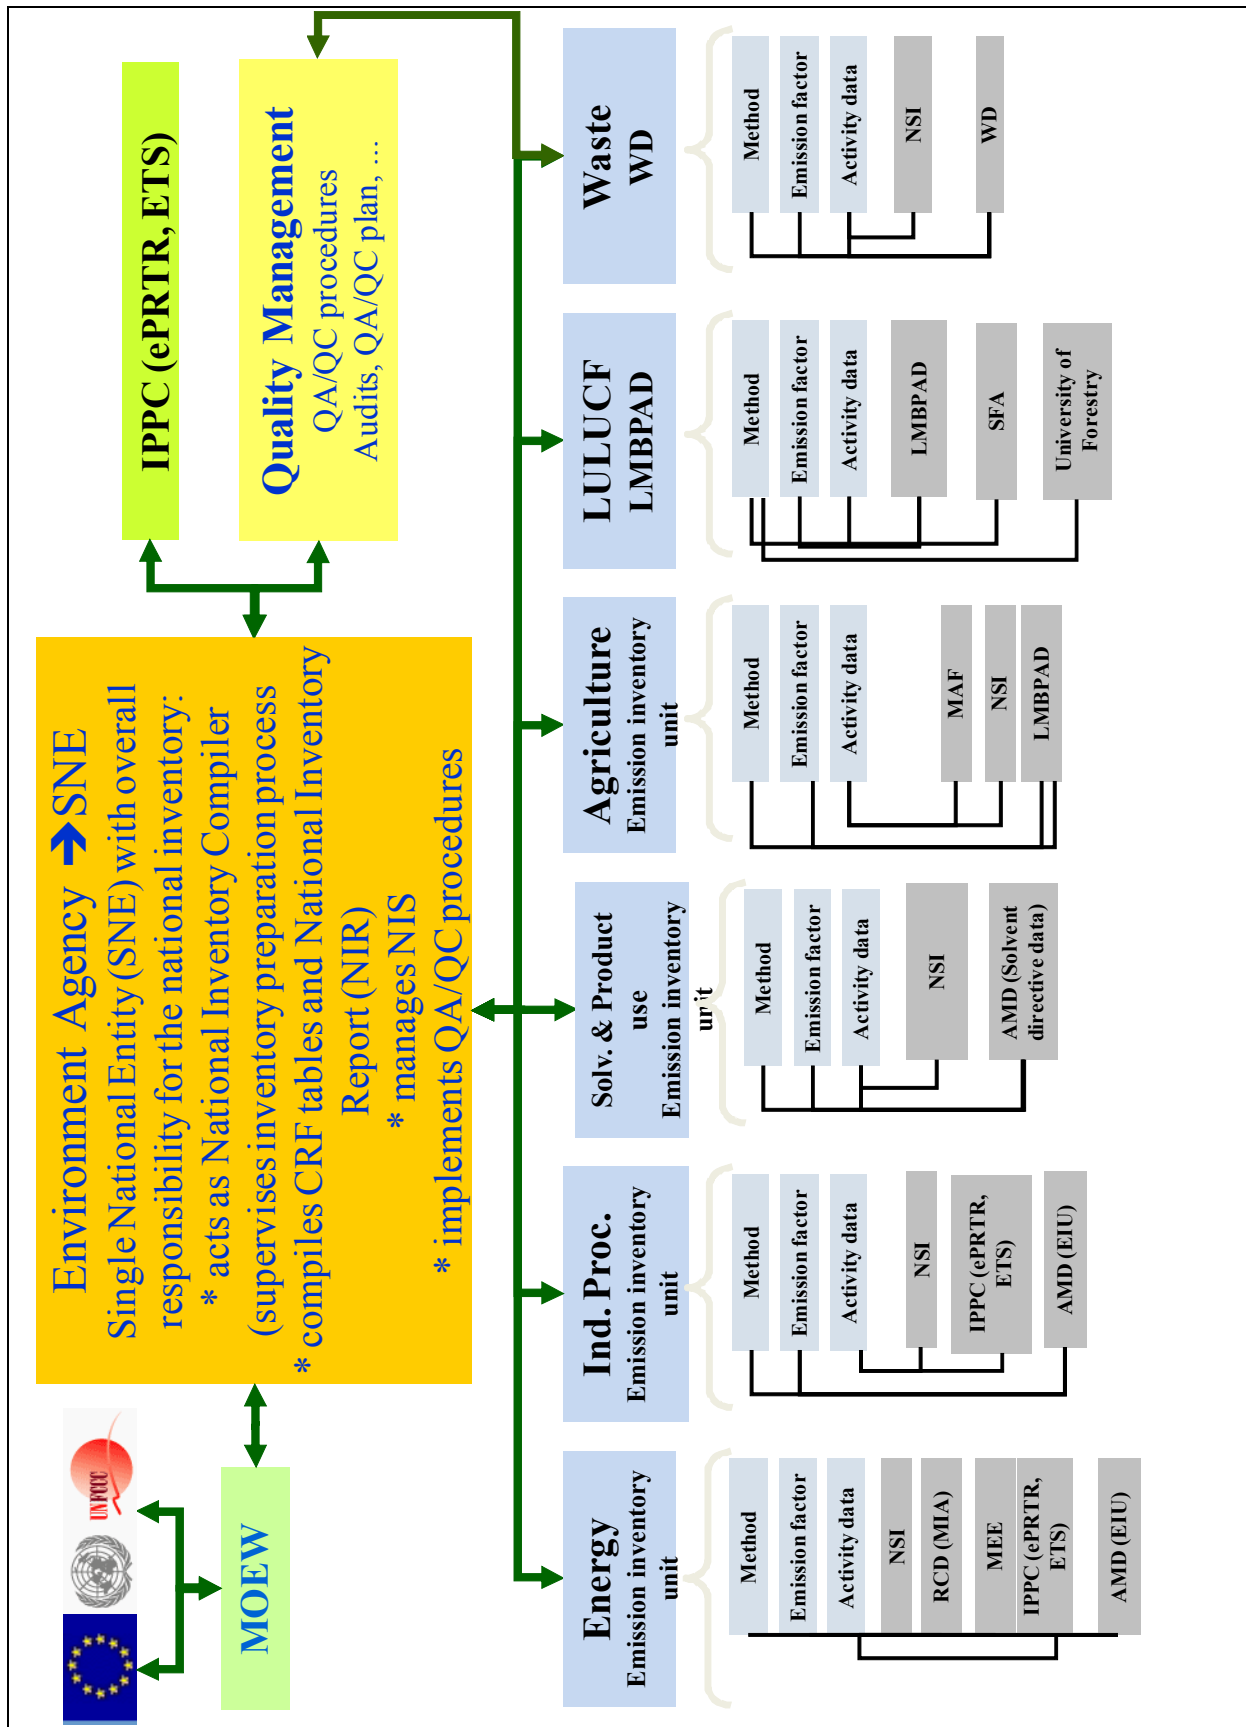 UNFCCC
MOEW
Environment Agency ➔SNE
Single National Entity (SNE) with overall
responsibility for the national inventory:
* acts as National Inventory Compiler
(supervises inventory preparation process
* compiles CRF tables and National Inventory
Report (NIR)
* manages NIS
* implements QA/QC procedures
IPPC (ePRTR, ETS)
Quality Management
QA/QC procedures
Audits, QA/QC plan, ...
Energy
Emission inventory
unit
Method
Emission factor
Activity data
NSI
RCD (MIA)
MEE
IPPC (ePRTR,
ETS)
AMD (EIU)
Ind. Proc.
Emission inventory
unit
Method
Emission factor
Activity data
NSI
IPPC (ePRTR,
ETS)
AMD (EIU)
Solv. & Product
use
Emission inventory
unit
Method
Emission factor
Activity data
NSI
AMD (Solvent
directive data)
Agriculture
Emission inventory
unit
Method
Emission factor
Activity data
MAF
NSI
LMBPAD
LULUCF
LMBPAD
Method
Emission factor
Activity data
LMBPAD
SFA
University of
Forestry
Waste
WD
Method
Emission factor
Activity data
NSI
WD